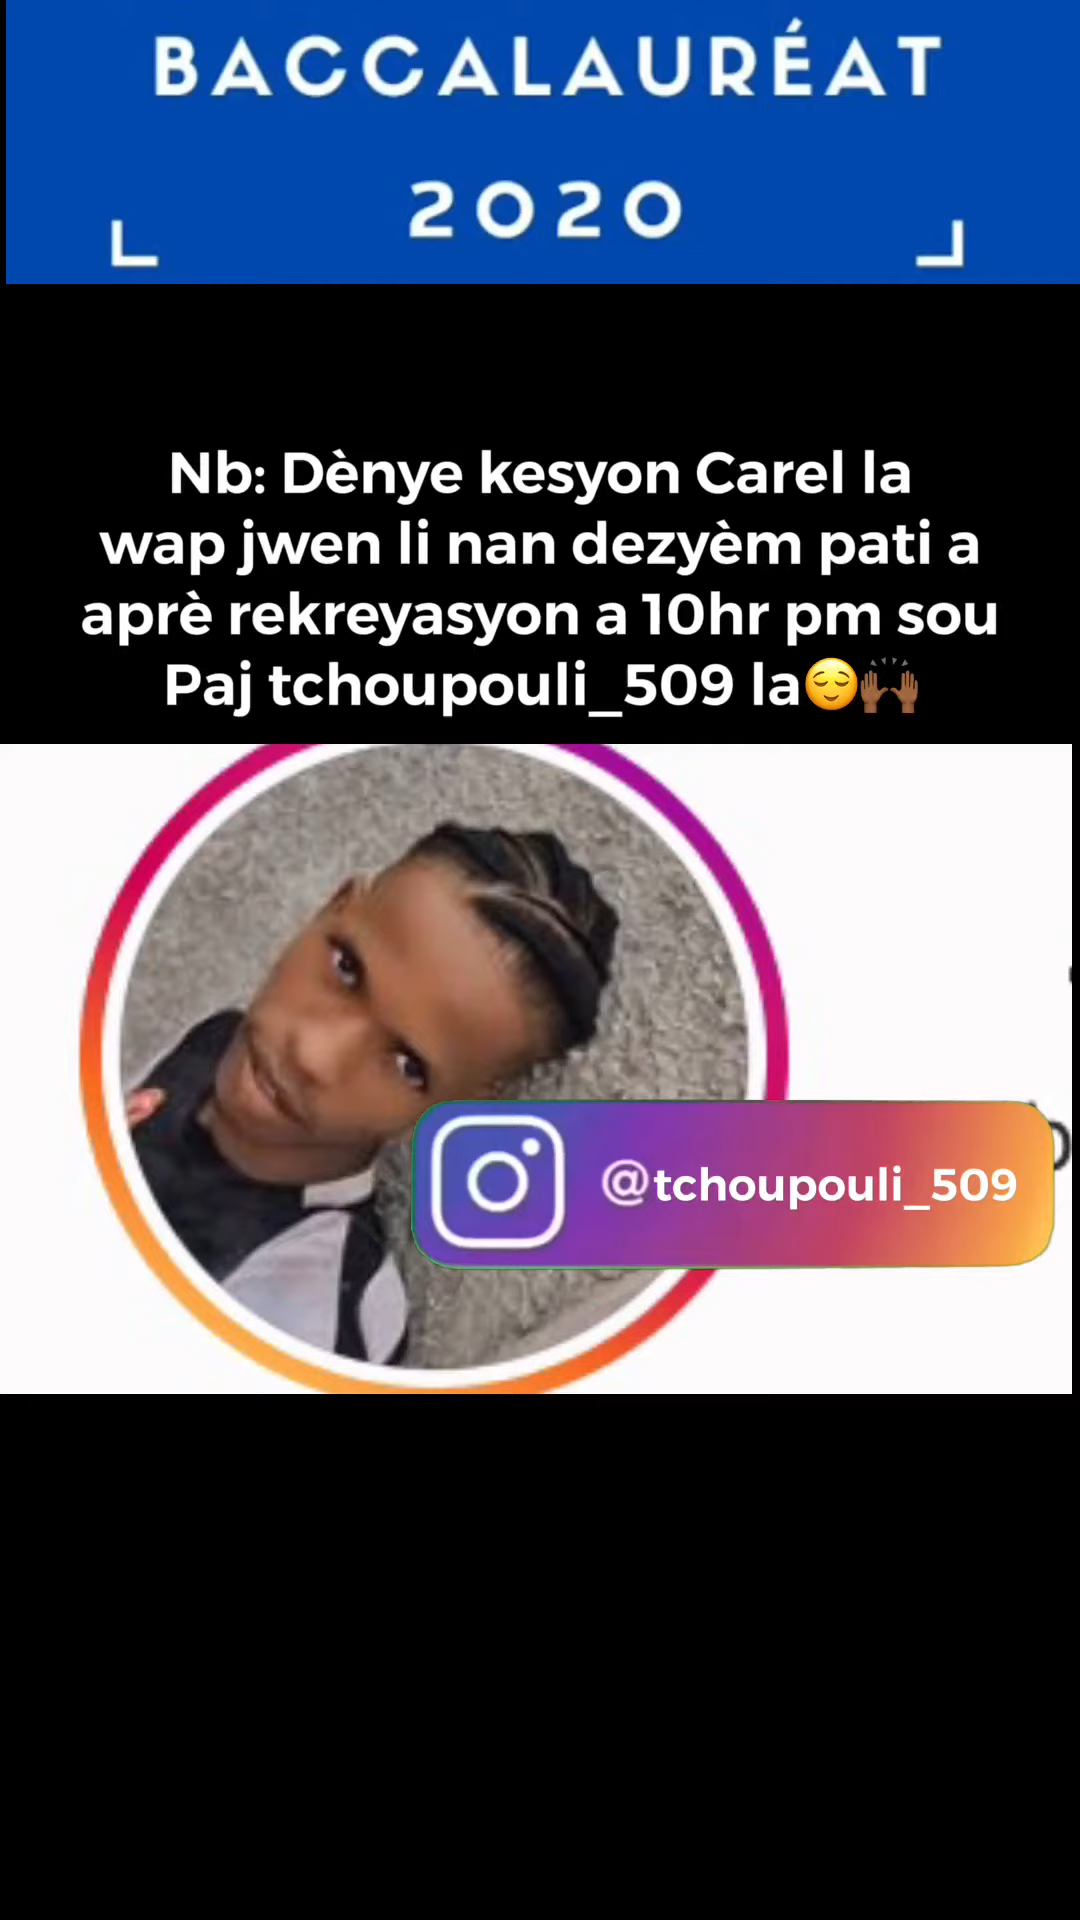 BACCALAURÉAT
2020
Nb: Dènye kesyon Carel la
wap jwen li nan dezyèm pati a
aprè rekreyasyon a 10hr pm sou
Paj tchoupouli_509 la😌🙌🏾
@tchoupouli_509